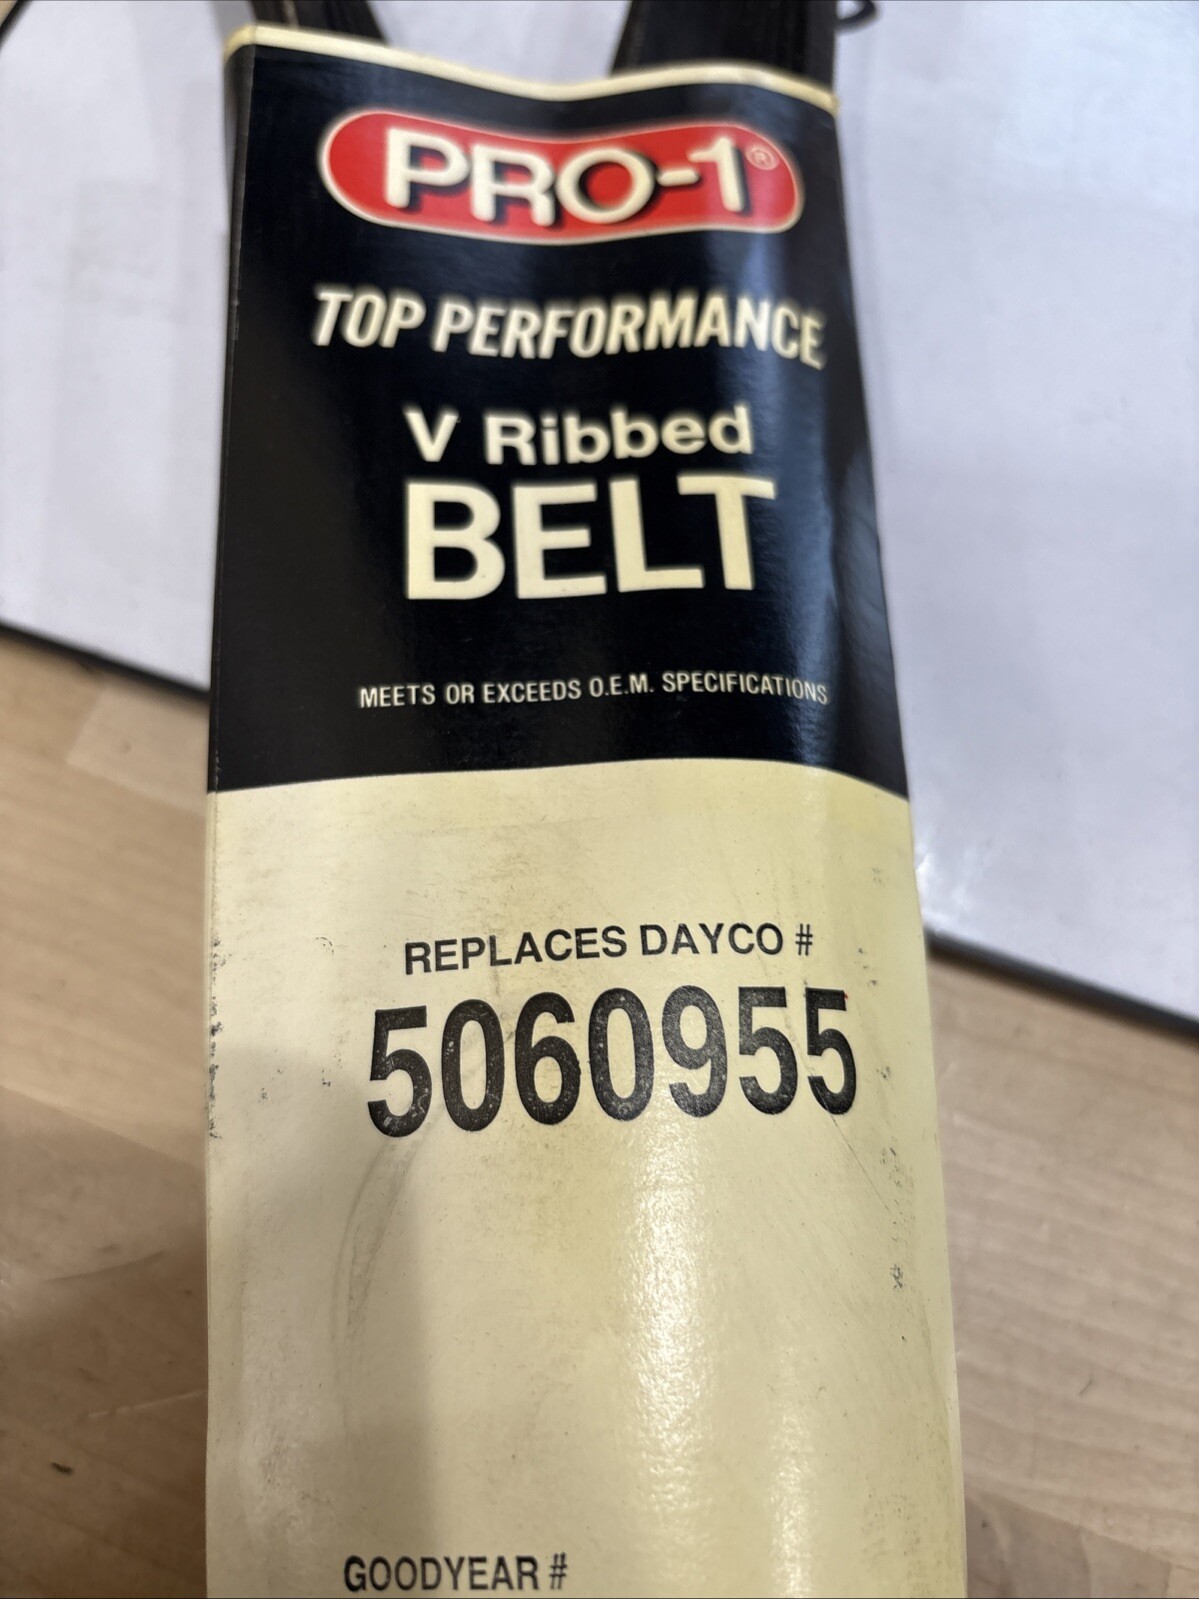 PRO-1®
TOP PERFORMANCE
V Ribbed
BELT
MEETS OR EXCEEDS O.E.M. SPECIFICATIONS
REPLACES DAYCO #
5060955
GOODYEAR #